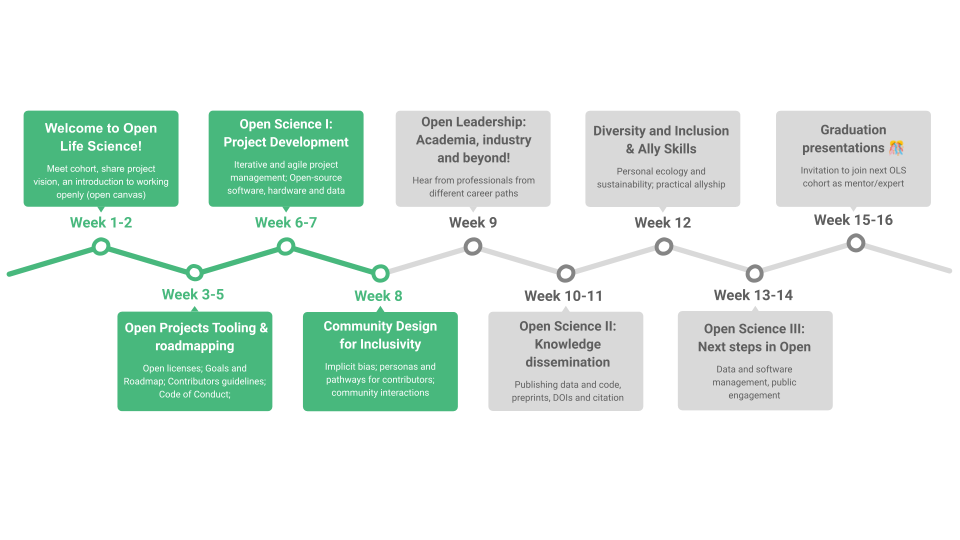 Welcome to Open
Life Science!
Meet cohort, share project
vision, an introduction to working
openly (open canvas)
Week 1-2
Open Science I:
Project Development
Iterative and agile project
management; Open-source
software, hardware and data
Week 6-7
Open Leadership:
Academia, industry
and beyond!
Hear from professionals from
different career paths
Week 9
Diversity and Inclusion
& Ally Skills
Personal ecology and
sustainability; practical allyship
Week 12
Graduation
presentations 🎊
Invitation to join next OLS
cohort as mentor/expert
Week 15-16
Week 3-5
Open Projects Tooling &
roadmapping
Open licenses; Goals and
Roadmap; Contributors guidelines;
Code of Conduct;
Week 8
Community Design
for Inclusivity
Implicit bias; personas and
pathways for contributors;
community interactions
Week 10-11
Open Science II:
Knowledge
dissemination
Publishing data and code,
preprints, DOIs and citation
Week 13-14
Open Science III:
Next steps in Open
Data and software
management, public
engagement